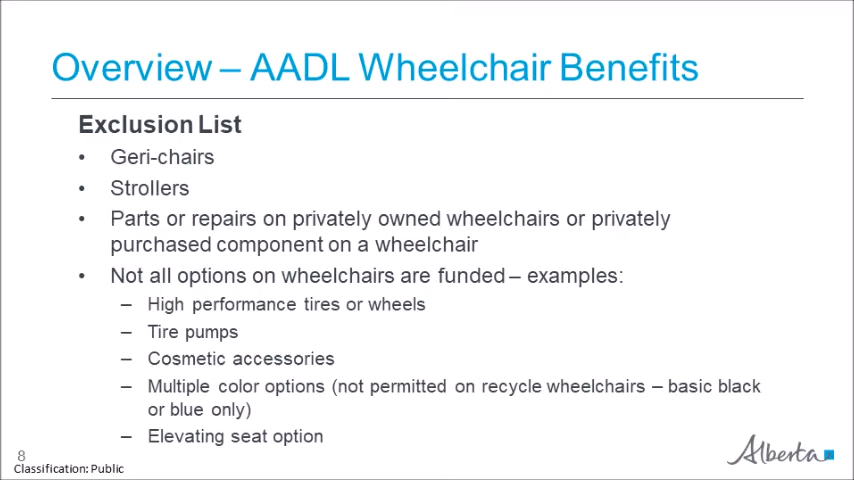 Overview – AADL Wheelchair Benefits
Exclusion List
• Geri-chairs
• Strollers
• Parts or repairs on privately owned wheelchairs or privately
purchased component on a wheelchair
• Not all options on wheelchairs are funded – examples:
– High performance tires or wheels
– Tire pumps
– Cosmetic accessories
– Multiple color options (not permitted on recycle wheelchairs – basic black
or blue only)
– Elevating seat option
8
Classification: Public
Alberta